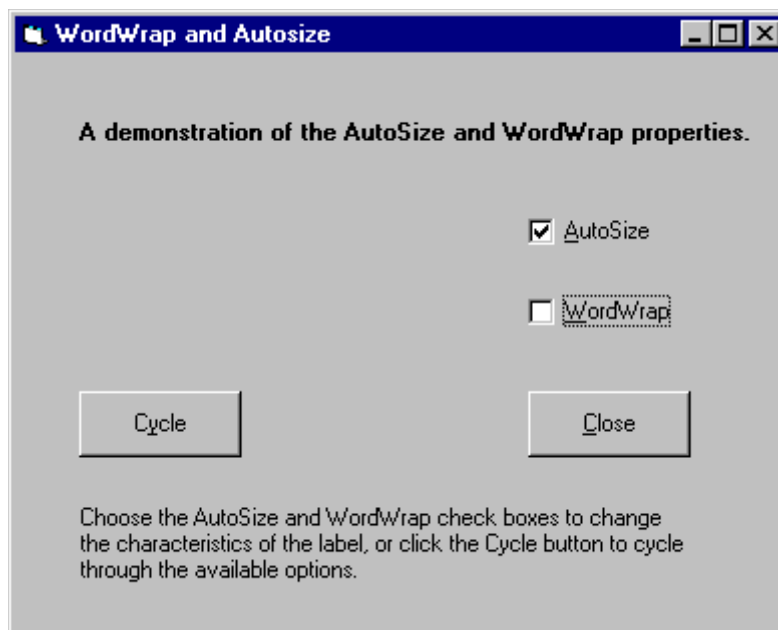 WordWrap and Autosize
A demonstration of the AutoSize and WordWrap properties.
AutoSize
WordWrap
Cycle
Close
Choose the AutoSize and WordWrap check boxes to change
the characteristics of the label, or click the Cycle button to cycle
through the available options.